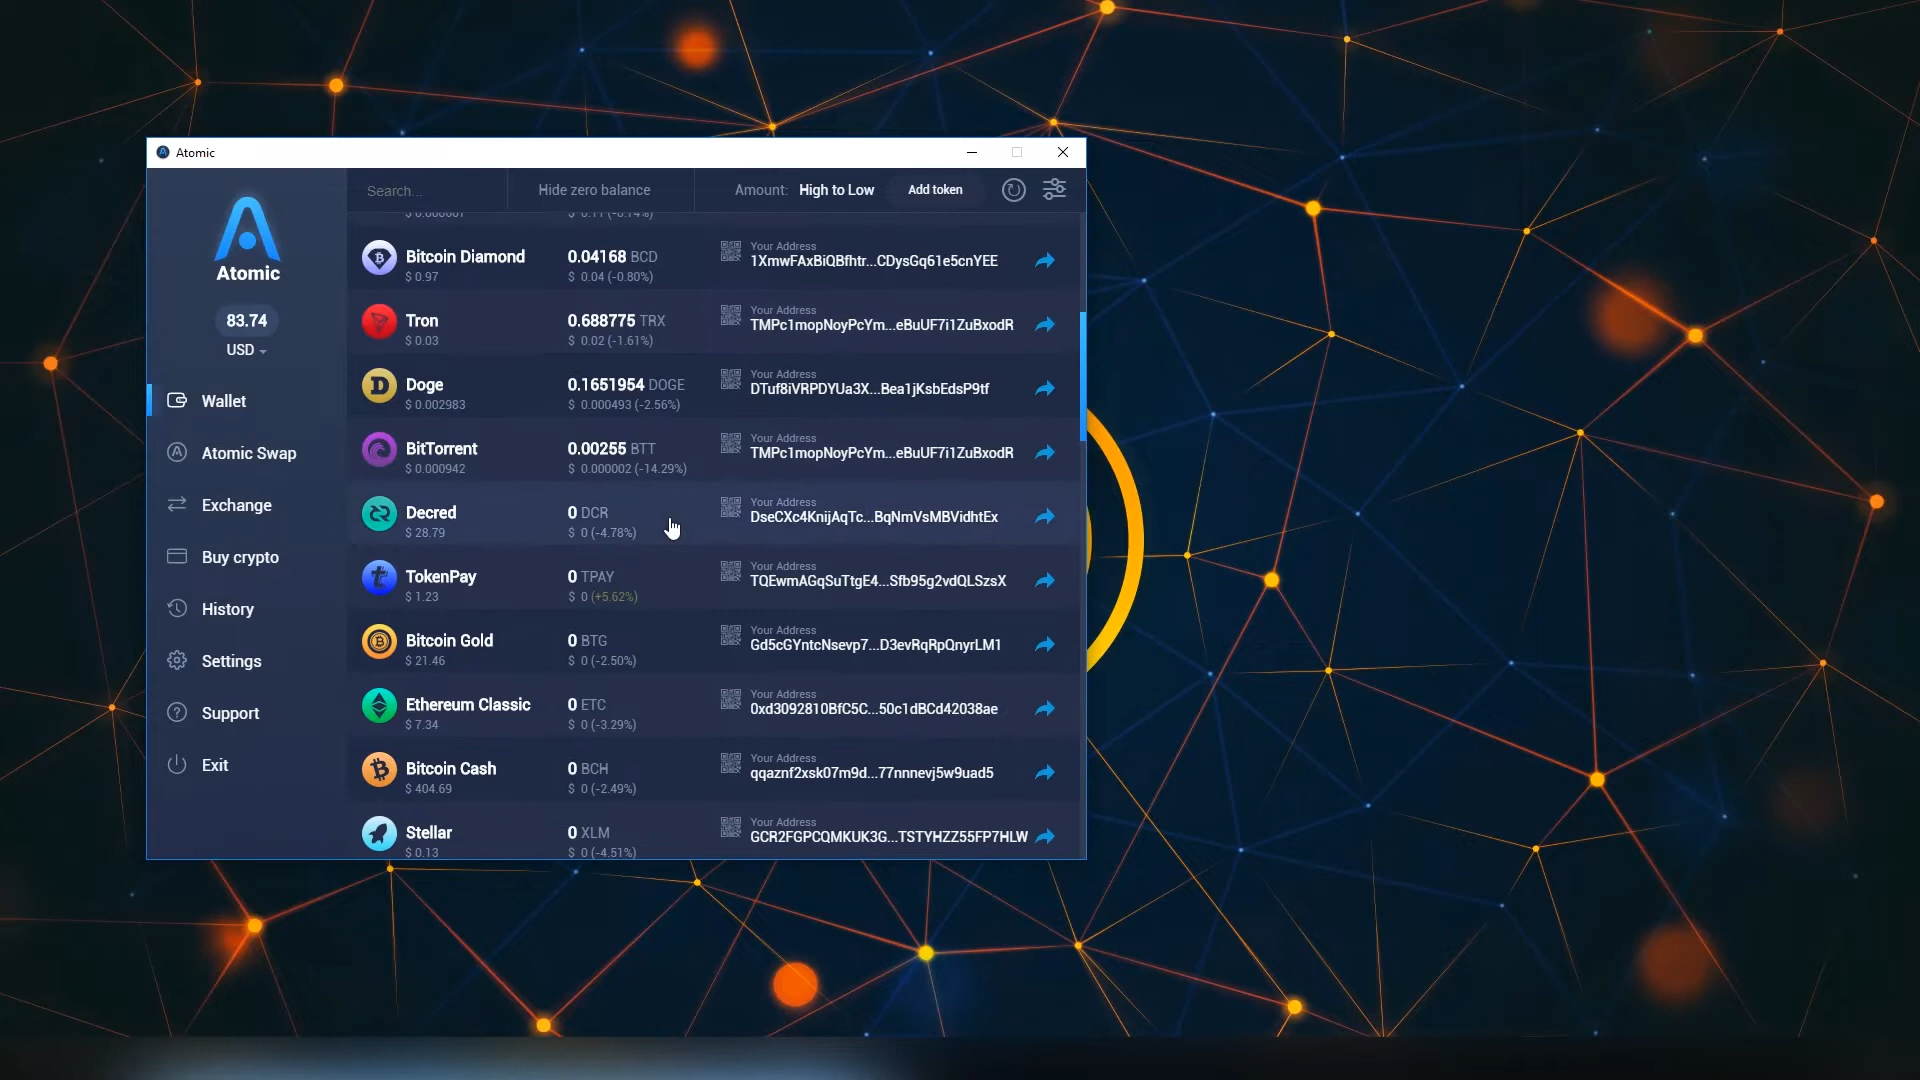 Atomic
Search...
Hide zero balance
Amount: High to Low
Add token
Atomic
83.74
USD
Wallet
Atomic Swap
Exchange
Buy crypto
History
Settings
Support
Exit
Bitcoin Diamond
$ 0.97
0.04168 BCD
$ 0.04 (-0.80%)
Your Address
1XmwFAxBiQBfhtr...CDysGq61e5cnYEE
Tron
$ 0.03
0.688775 TRX
$ 0.02 (-1.61%)
Your Address
TMPc1mopNoyPcYm...eBuUF7i1ZuBxodR
Doge
$ 0.002983
0.1651954 DOGE
$ 0.000493 (-2.56%)
Your Address
DTuf8iVRPDYUa3X...Bea1jKsbEdsP9tf
BitTorrent
$ 0.000942
0.00255 BTT
$ 0.000002 (-14.29%)
Your Address
TMPc1mopNoyPcYm...eBuUF7i1ZuBxodR
Decred
$ 28.79
0 DCR
$ 0 (-4.78%)
Your Address
DseCXc4KnijAqTc...BqNmVsMBVidhtEx
TokenPay
$ 1.23
0 TPAY
$ 0 (+5.62%)
Your Address
TQEwmAGqSuTtgE4...Sfb95g2vdQLSzsX
Bitcoin Gold
$ 21.46
0 BTG
$ 0 (-2.50%)
Your Address
Gd5cGYntcNsevp7...D3evRqRpQnyrLM1
Ethereum Classic
$ 7.34
0 ETC
$ 0 (-3.29%)
Your Address
0xd3092810BfC5C...50c1dBCd42038ae
Bitcoin Cash
$ 404.69
0 BCH
$ 0 (-2.49%)
Your Address
qqaznf2xsk07m9d...77nnnevj5w9uad5
Stellar
$ 0.13
0 XLM
$ 0 (-4.51%)
Your Address
GCR2FGPCQMKUK3G...TSTYHZZ55FP7HLW